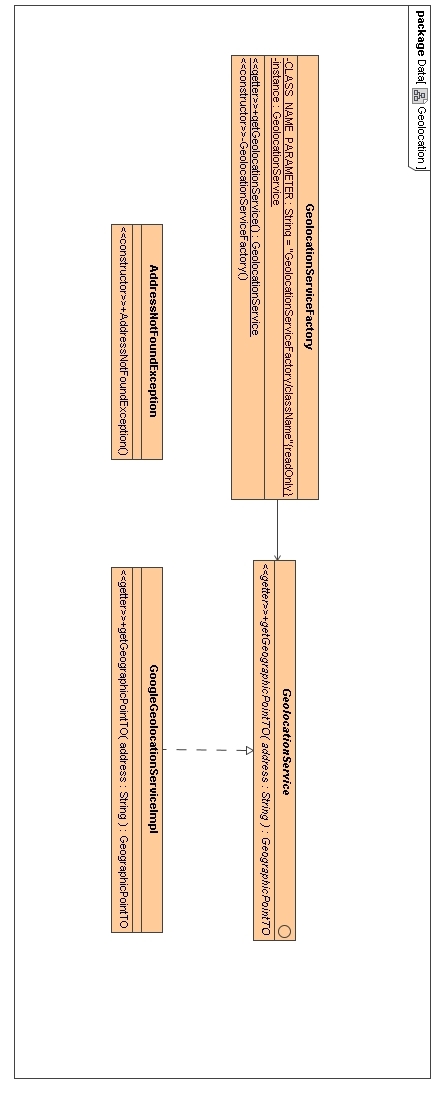 package Data[ Geolocation ]
GeolocationServiceFactory
-CLASS_NAME_PARAMETER : String = "GeolocationServiceFactory/className"{readOnly}
-instance : GeolocationService
<<getter>>+getGeolocationService() : GeolocationService
<<constructor>>-GeolocationServiceFactory()
GeolocationService
<<getter>>+getGeographicPointTO( address : String ) : GeographicPointTO
AddressNotFoundException
<<constructor>>+AddressNotFoundException()
GoogleGeolocationServiceImpl
<<getter>>+getGeographicPointTO( address : String ) : GeographicPointTO